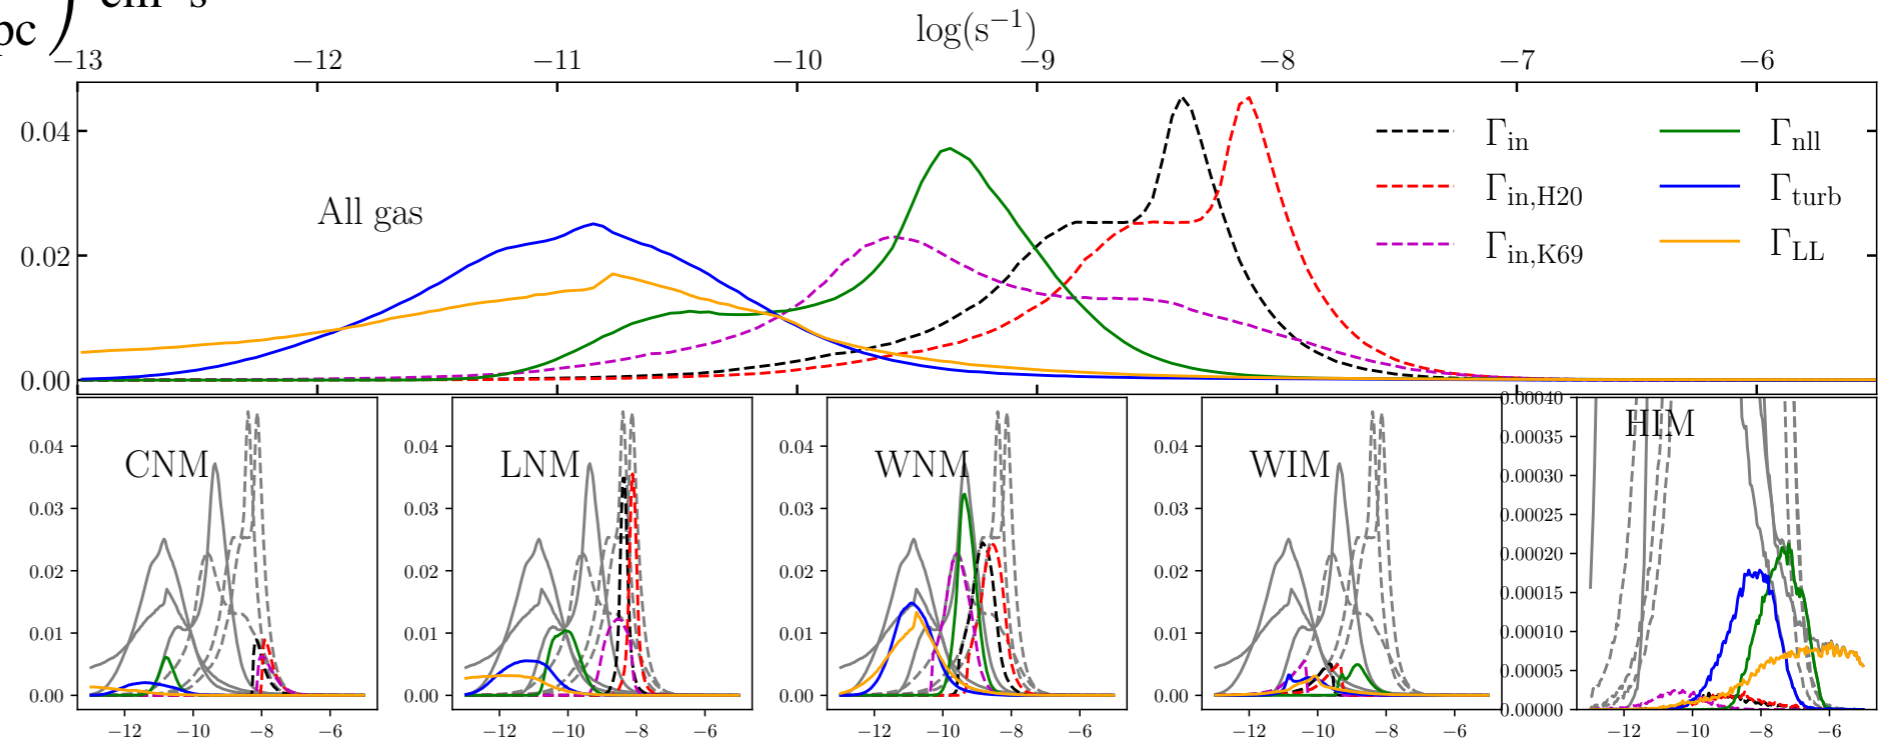 pc ) cm² s
log(s⁻¹)
−13 −12 −11 −10 −9 −8 −7 −6
0.04
0.02
0.00
All gas
Γin Γnll
Γin,H20 Γturb
Γin,K69 ΓLL
CNM
0.04
0.03
0.02
0.01
0.00
−12 −10 −8 −6
LNM
0.04
0.03
0.02
0.01
0.00
−12 −10 −8 −6
WNM
0.04
0.03
0.02
0.01
0.00
−12 −10 −8 −6
WIM
0.04
0.03
0.02
0.01
0.00
−12 −10 −8 −6
HIM
0.00040
0.00035
0.00030
0.00025
0.00020
0.00015
0.00010
0.00005
0.00000
−12 −10 −8 −6